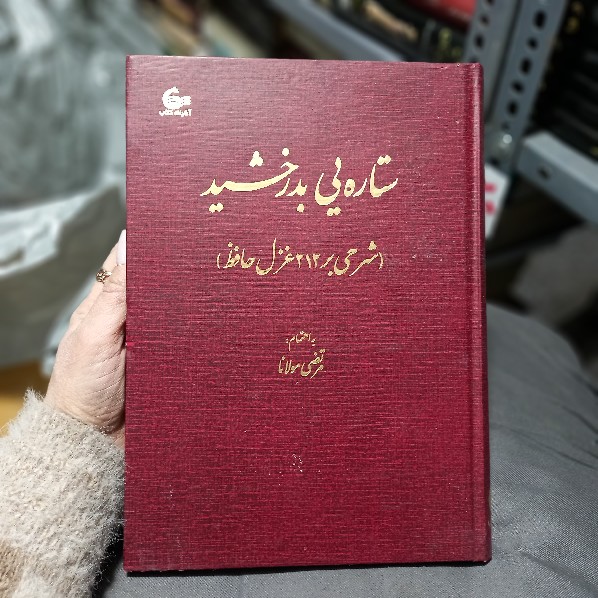 ستاره‌یی بدرخشید
(شرحی بر ۲۱۲ غزل حافظ)
به اهتمام:
مرتضی مولانا